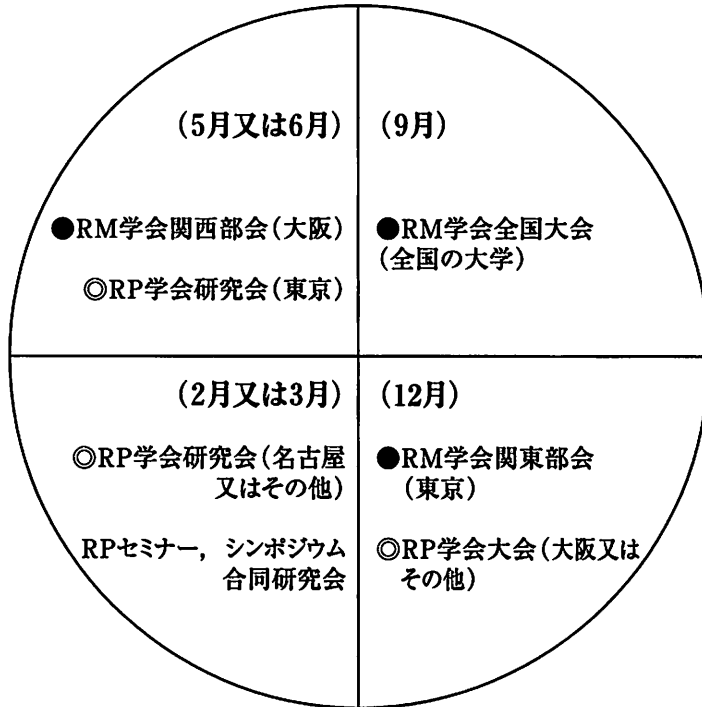 (5月又は6月)
●RM学会関西部会(大阪)
◎RP学会研究会(東京)
(9月)
●RM学会全国大会
(全国の大学)
(2月又は3月)
◎RP学会研究会(名古屋
又はその他)
RPセミナー，シンポジウム
合同研究会
(12月)
●RM学会関東部会
(東京)
◎RP学会大会(大阪又は
その他)